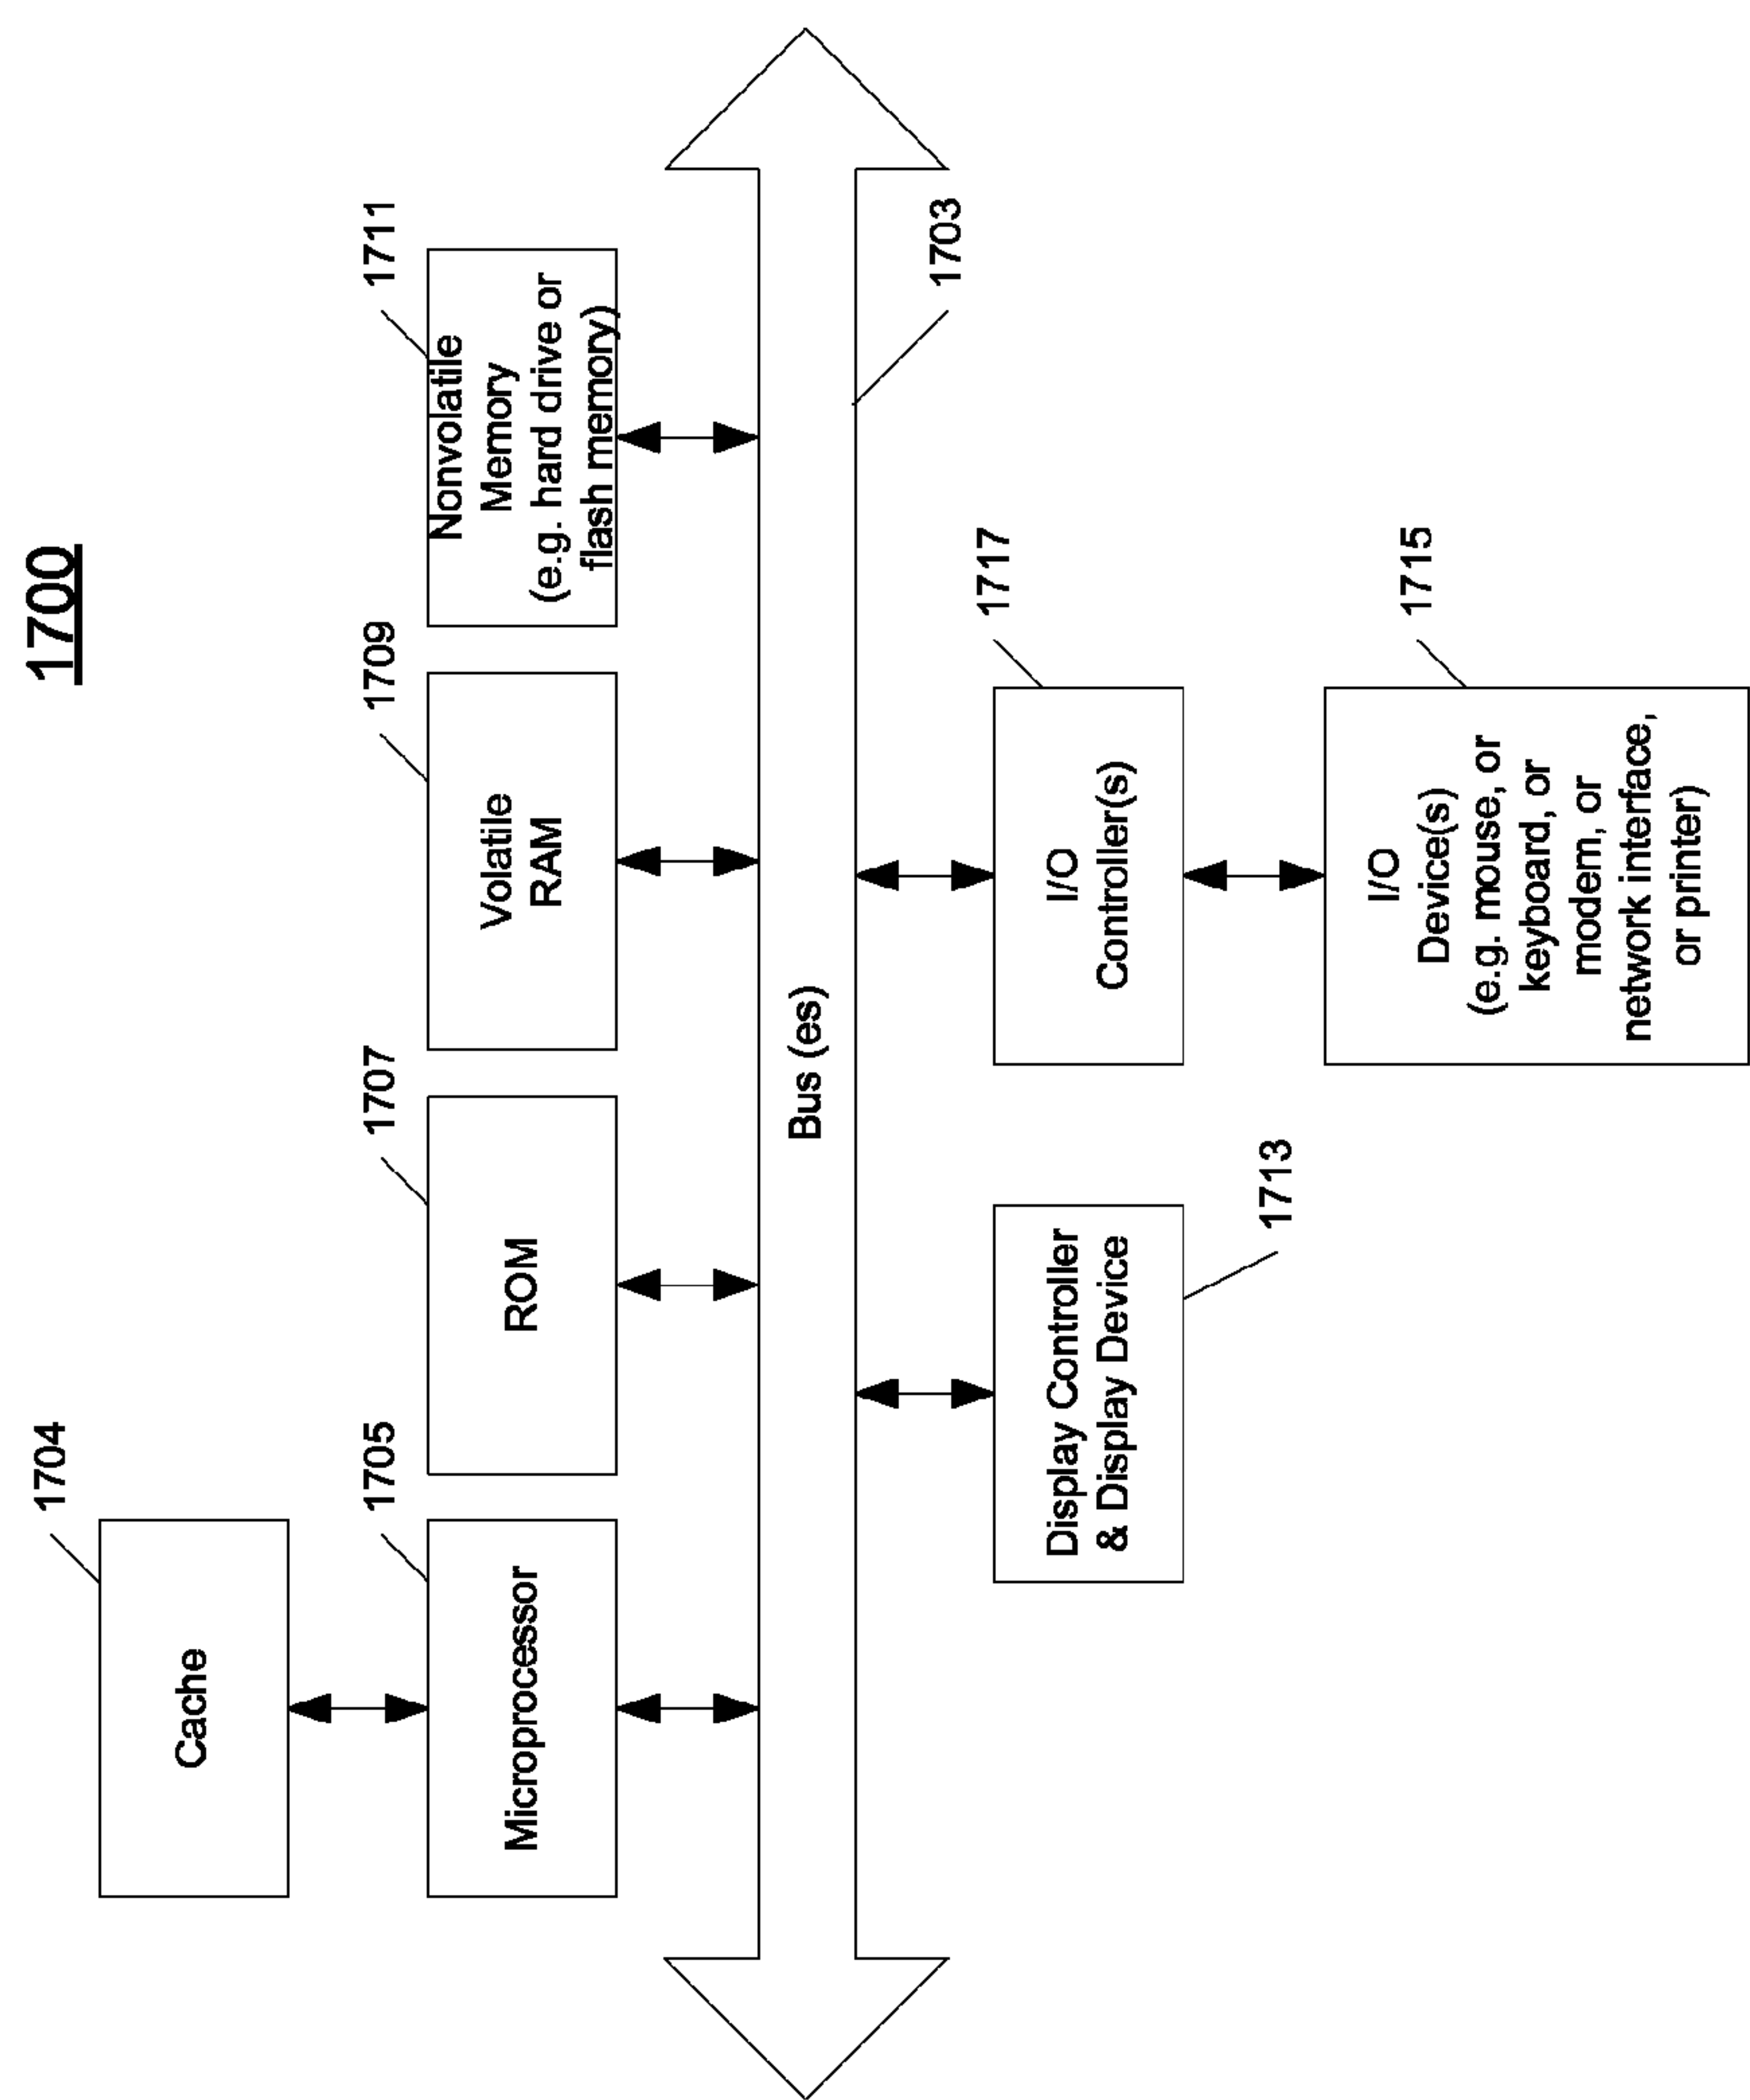 1700
1704
Cache
1705
Microprocessor
1707
ROM
1709
Volatile
RAM
1711
Nonvolatile
Memory
(e.g. hard drive or
flash memory)
Bus (es)
1703
Display Controller
& Display Device
1713
1717
I/O
Controller(s)
1715
I/O
Device(s)
(e.g. mouse, or
keyboard, or
modem, or
network interface,
or printer)